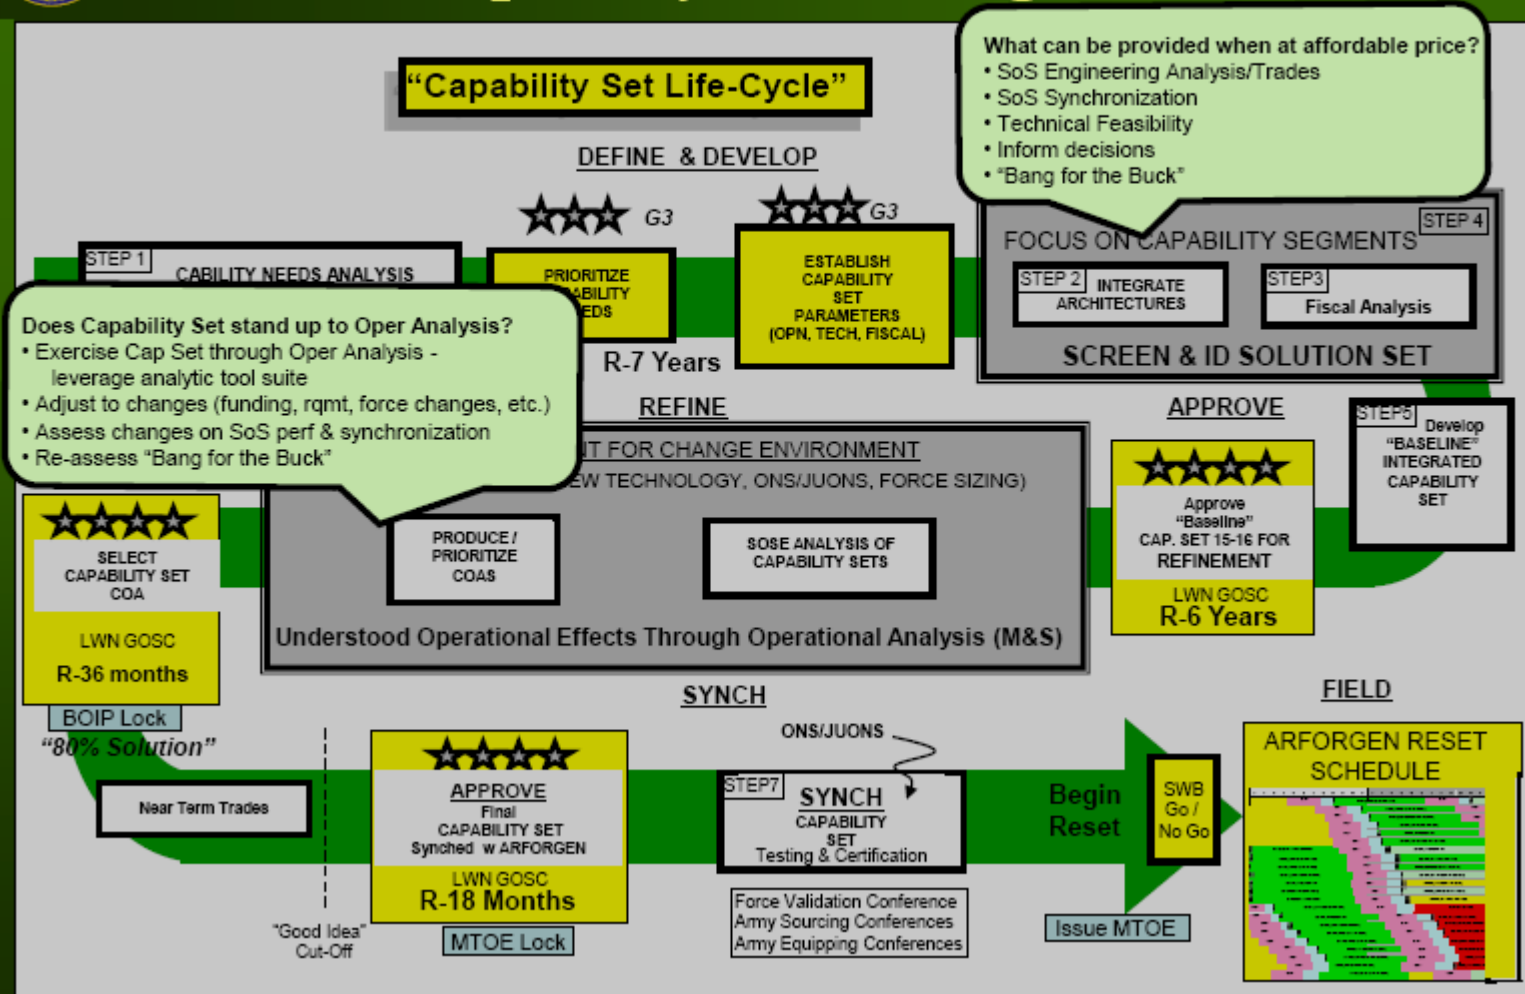 "Capability Set Life-Cycle"
What can be provided when at affordable price?
• SoS Engineering Analysis/Trades
• SoS Synchronization
• Technical Feasibility
• Inform decisions
• "Bang for the Buck"
DEFINE & DEVELOP
G3
G3
STEP 1
CABILITY NEEDS ANALYSIS
PRIORITIZE
R-7 Years
ESTABLISH
CAPABILITY
SET
PARAMETERS
(OPN, TECH, FISCAL)
STEP 4
FOCUS ON CAPABILITY SEGMENTS
STEP 2
INTEGRATE
ARCHITECTURES
STEP3
Fiscal Analysis
SCREEN & ID SOLUTION SET
Does Capability Set stand up to Oper Analysis?
• Exercise Cap Set through Oper Analysis -
leverage analytic tool suite
• Adjust to changes (funding, rqmt, force changes, etc.)
• Assess changes on SoS perf & synchronization
• Re-assess "Bang for the Buck"
REFINE
FOR CHANGE ENVIRONMENT
TECHNOLOGY, ONS/JUONS, FORCE SIZING)
PRODUCE /
PRIORITIZE
COAS
SOSE ANALYSIS OF
CAPABILITY SETS
Understood Operational Effects Through Operational Analysis (M&S)
APPROVE
Approve
"Baseline"
CAP. SET 15-16 FOR
REFINEMENT
LWN GOSC
R-6 Years
STEP5
Develop
"BASELINE"
INTEGRATED
CAPABILITY
SET
SELECT
CAPABILITY SET
COA
LWN GOSC
R-36 months
BOIP Lock
"80% Solution"
SYNCH
Near Term Trades
"Good Idea"
Cut-Off
APPROVE
Final
CAPABILITY SET
Synched w ARFORGEN
LWN GOSC
R-18 Months
MTOE Lock
ONS/JUONS
STEP7
SYNCH
CAPABILITY
SET
Testing & Certification
Force Validation Conference
Army Sourcing Conferences
Army Equipping Conferences
Begin
Reset
Issue MTOE
SWB
Go /
No Go
FIELD
ARFORGEN RESET
SCHEDULE